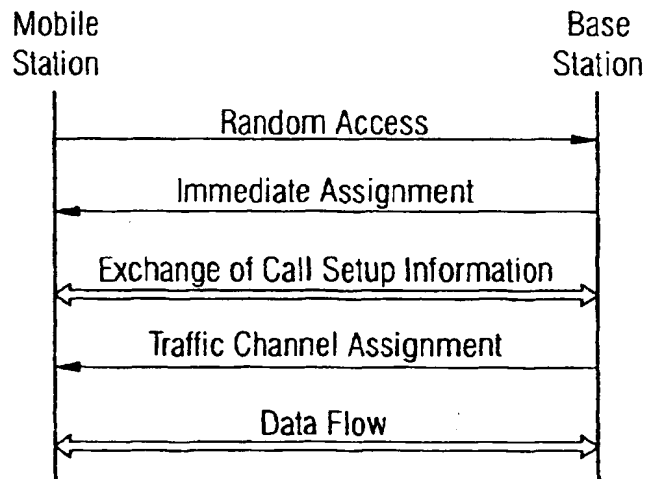 Mobile
Station
Base
Station
Random Access
Immediate Assignment
Exchange of Call Setup Information
Traffic Channel Assignment
Data Flow